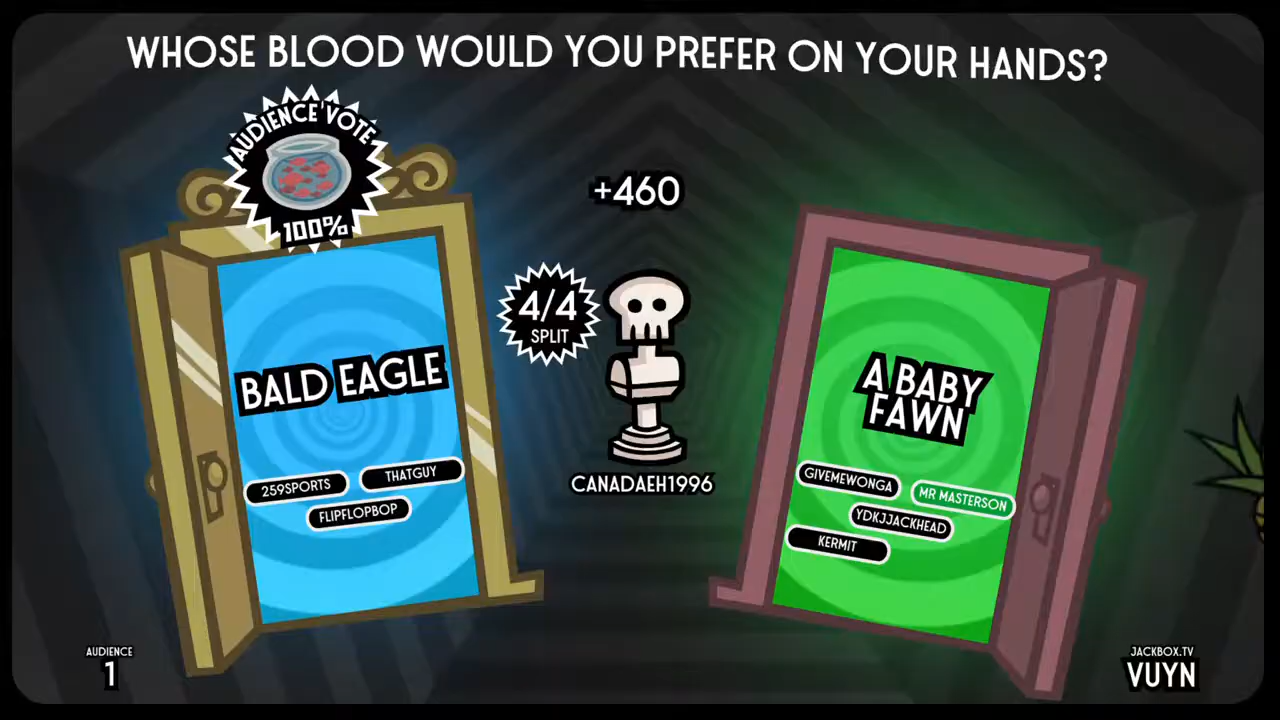 WHOSE BLOOD WOULD YOU PREFER ON YOUR HANDS?
AUDIENCE VOTE
100%
+460
4/4
SPLIT
BALD EAGLE
259SPORTS
THATGUY
FLIPFLOPBOP
CANADAEH1996
A BABY
FAWN
GIVEMEWONGA
MR MASTERSON
YDKJJACKHEAD
KERMIT
AUDIENCE
1
JACKBOX.TV
VUYN